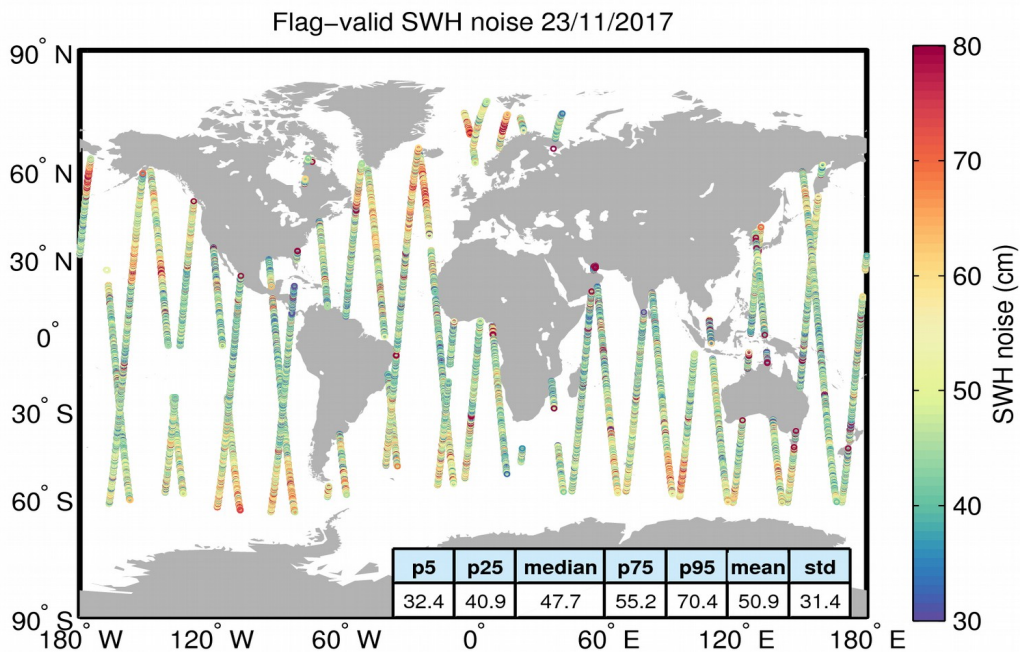 Flag−valid SWH noise 23/11/2017
90° N
60° N
30° N
0°
30° S
60° S
90° S
180° W
120° W
60° W
0°
60° E
120° E
180° E
80
70
60
50
40
30
SWH noise (cm)
p5 p25 median p75 p95 mean std
32.4 40.9 47.7 55.2 70.4 50.9 31.4